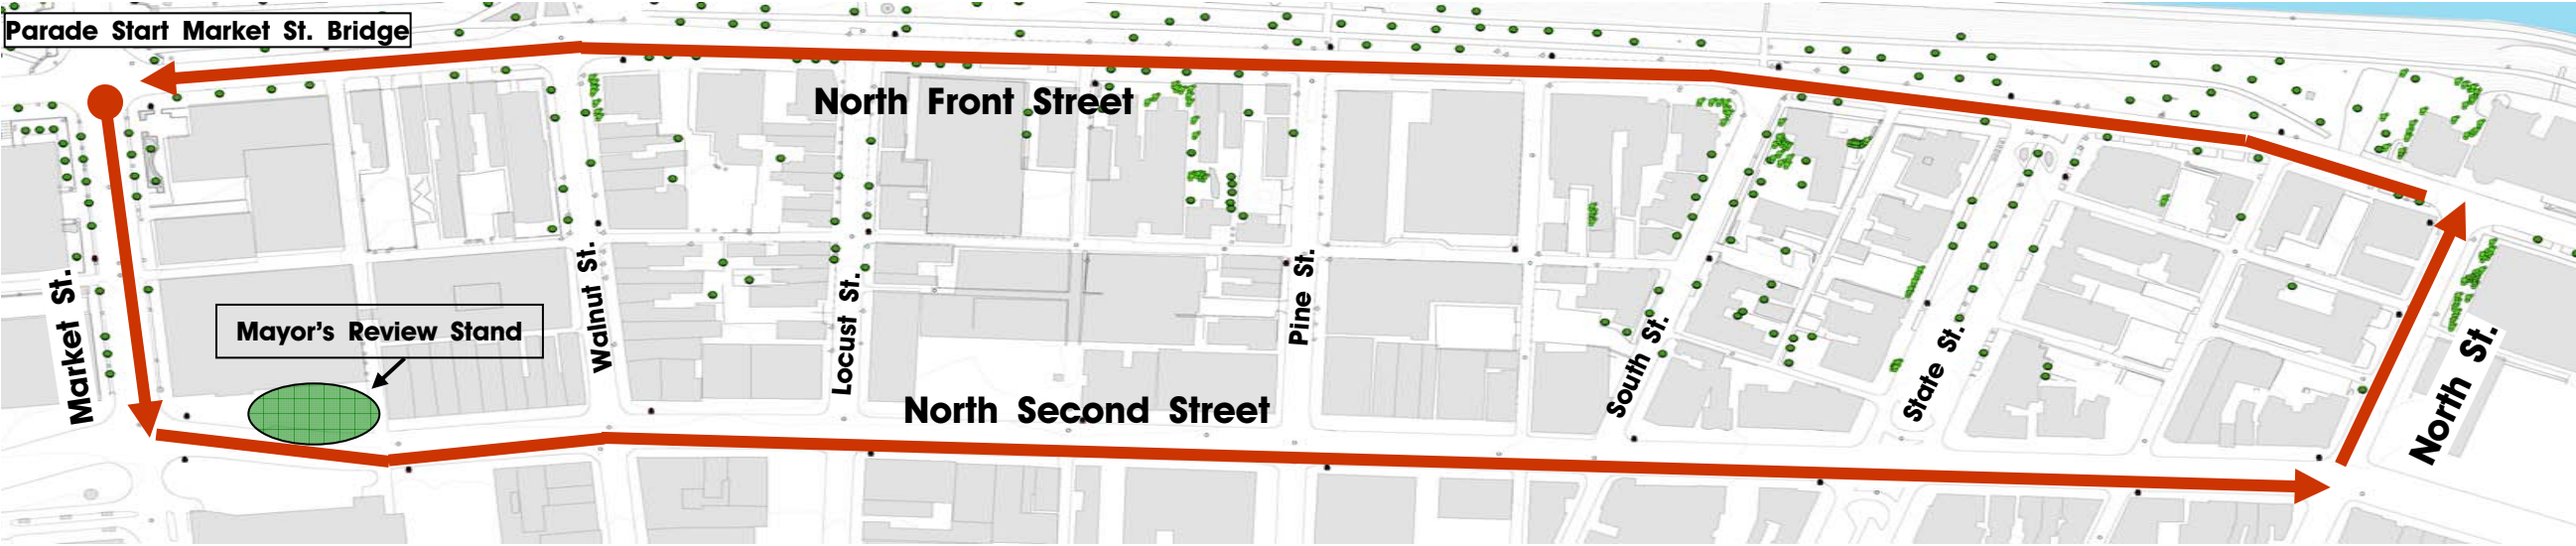 Parade Start Market St. Bridge
North Front Street
Market St.
Mayor's Review Stand
Walnut St.
Locust St.
Pine St.
South St.
State St.
North St.
North Second Street